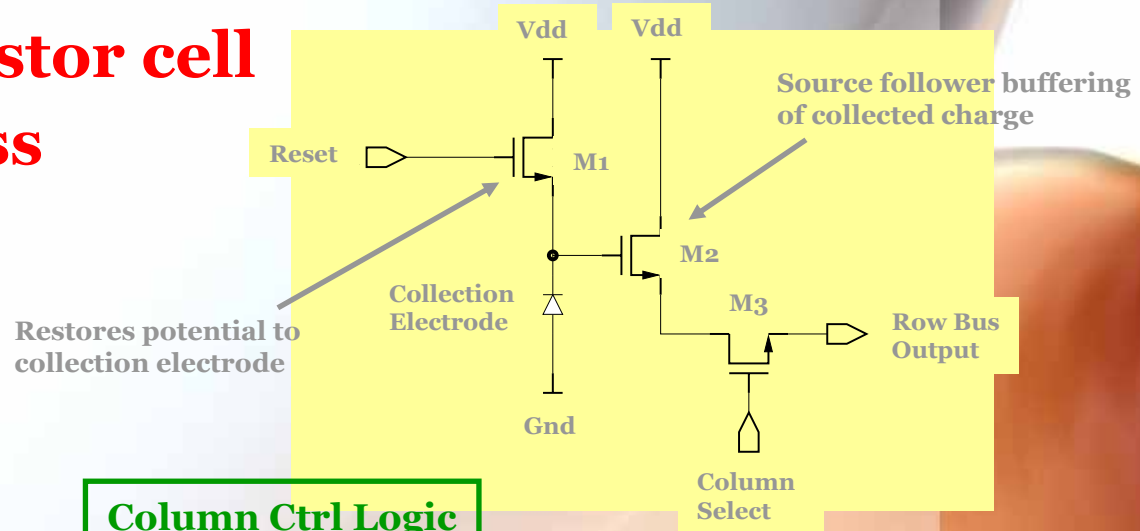 stor cell
ss
Vdd
Vdd
Source follower buffering
of collected charge
Reset
M1
M2
Collection
Electrode
M3
Restores potential to
collection electrode
Row Bus
Output
Gnd
Column
Select
Column Ctrl Logic